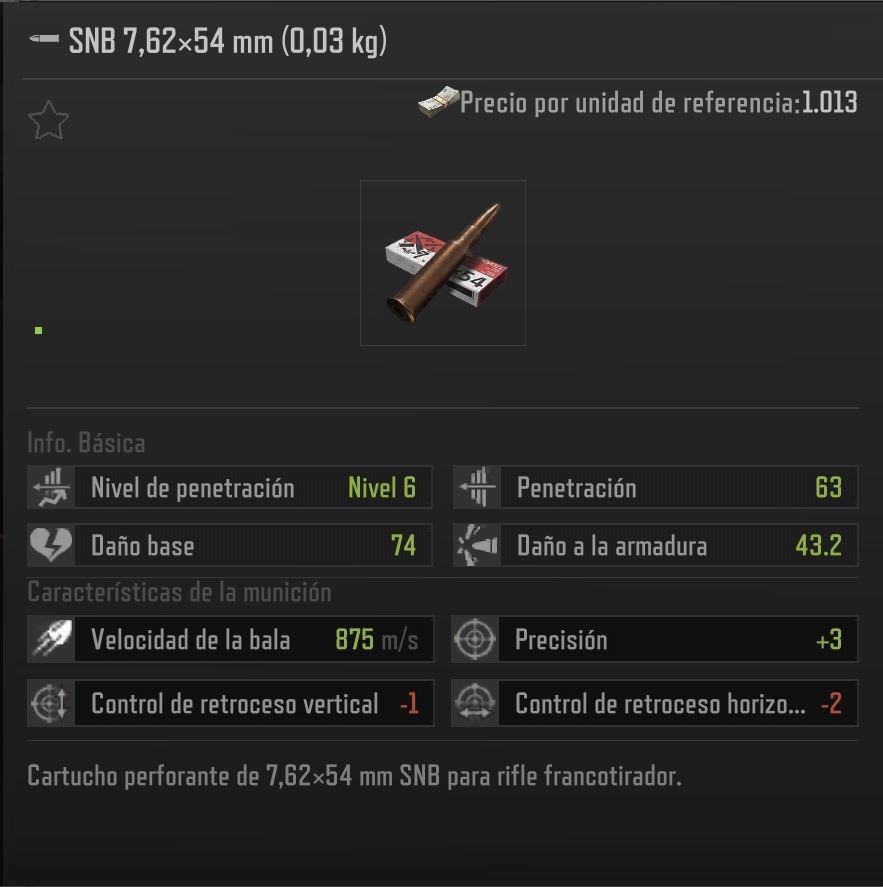 SNB 7,62×54 mm (0,03 kg)
Precio por unidad de referencia:1.013
Info. Básica
Nivel de penetración Nivel 6
Penetración 63
Daño base 74
Daño a la armadura 43.2
Características de la munición
Velocidad de la bala 875 m/s
Precisión +3
Control de retroceso vertical -1
Control de retroceso horizo... -2
Cartucho perforante de 7,62×54 mm SNB para rifle francotirador.